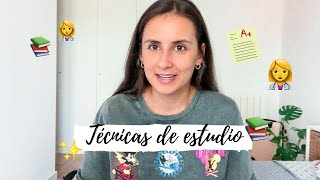 A+
Técnicas de estudio